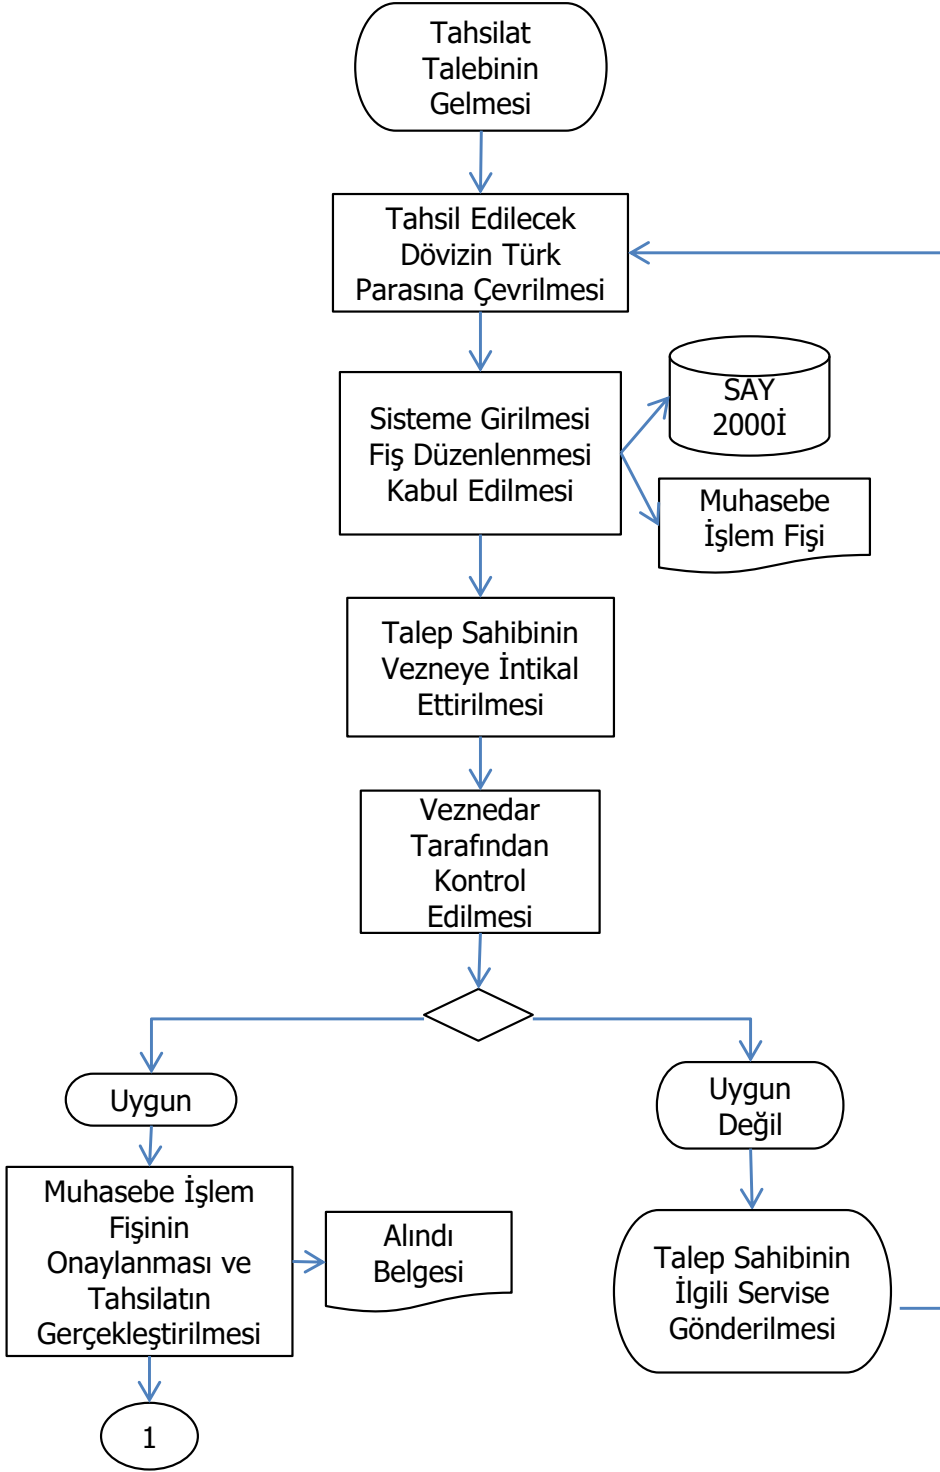 Tahsilat
Talebinin
Gelmesi
Tahsil Edilecek
Dövizin Türk
Parasına Çevrilmesi
Sisteme Girilmesi
Fiş Düzenlenmesi
Kabul Edilmesi
SAY
2000İ
Muhasebe
İşlem Fişi
Talep Sahibinin
Vezneye İntikal
Ettirilmesi
Veznedar
Tarafından
Kontrol
Edilmesi
Uygun
Uygun
Değil
Muhasebe İşlem
Fişinin
Onaylanması ve
Tahsilatın
Gerçekleştirilmesi
Alındı
Belgesi
Talep Sahibinin
İlgili Servise
Gönderilmesi
1